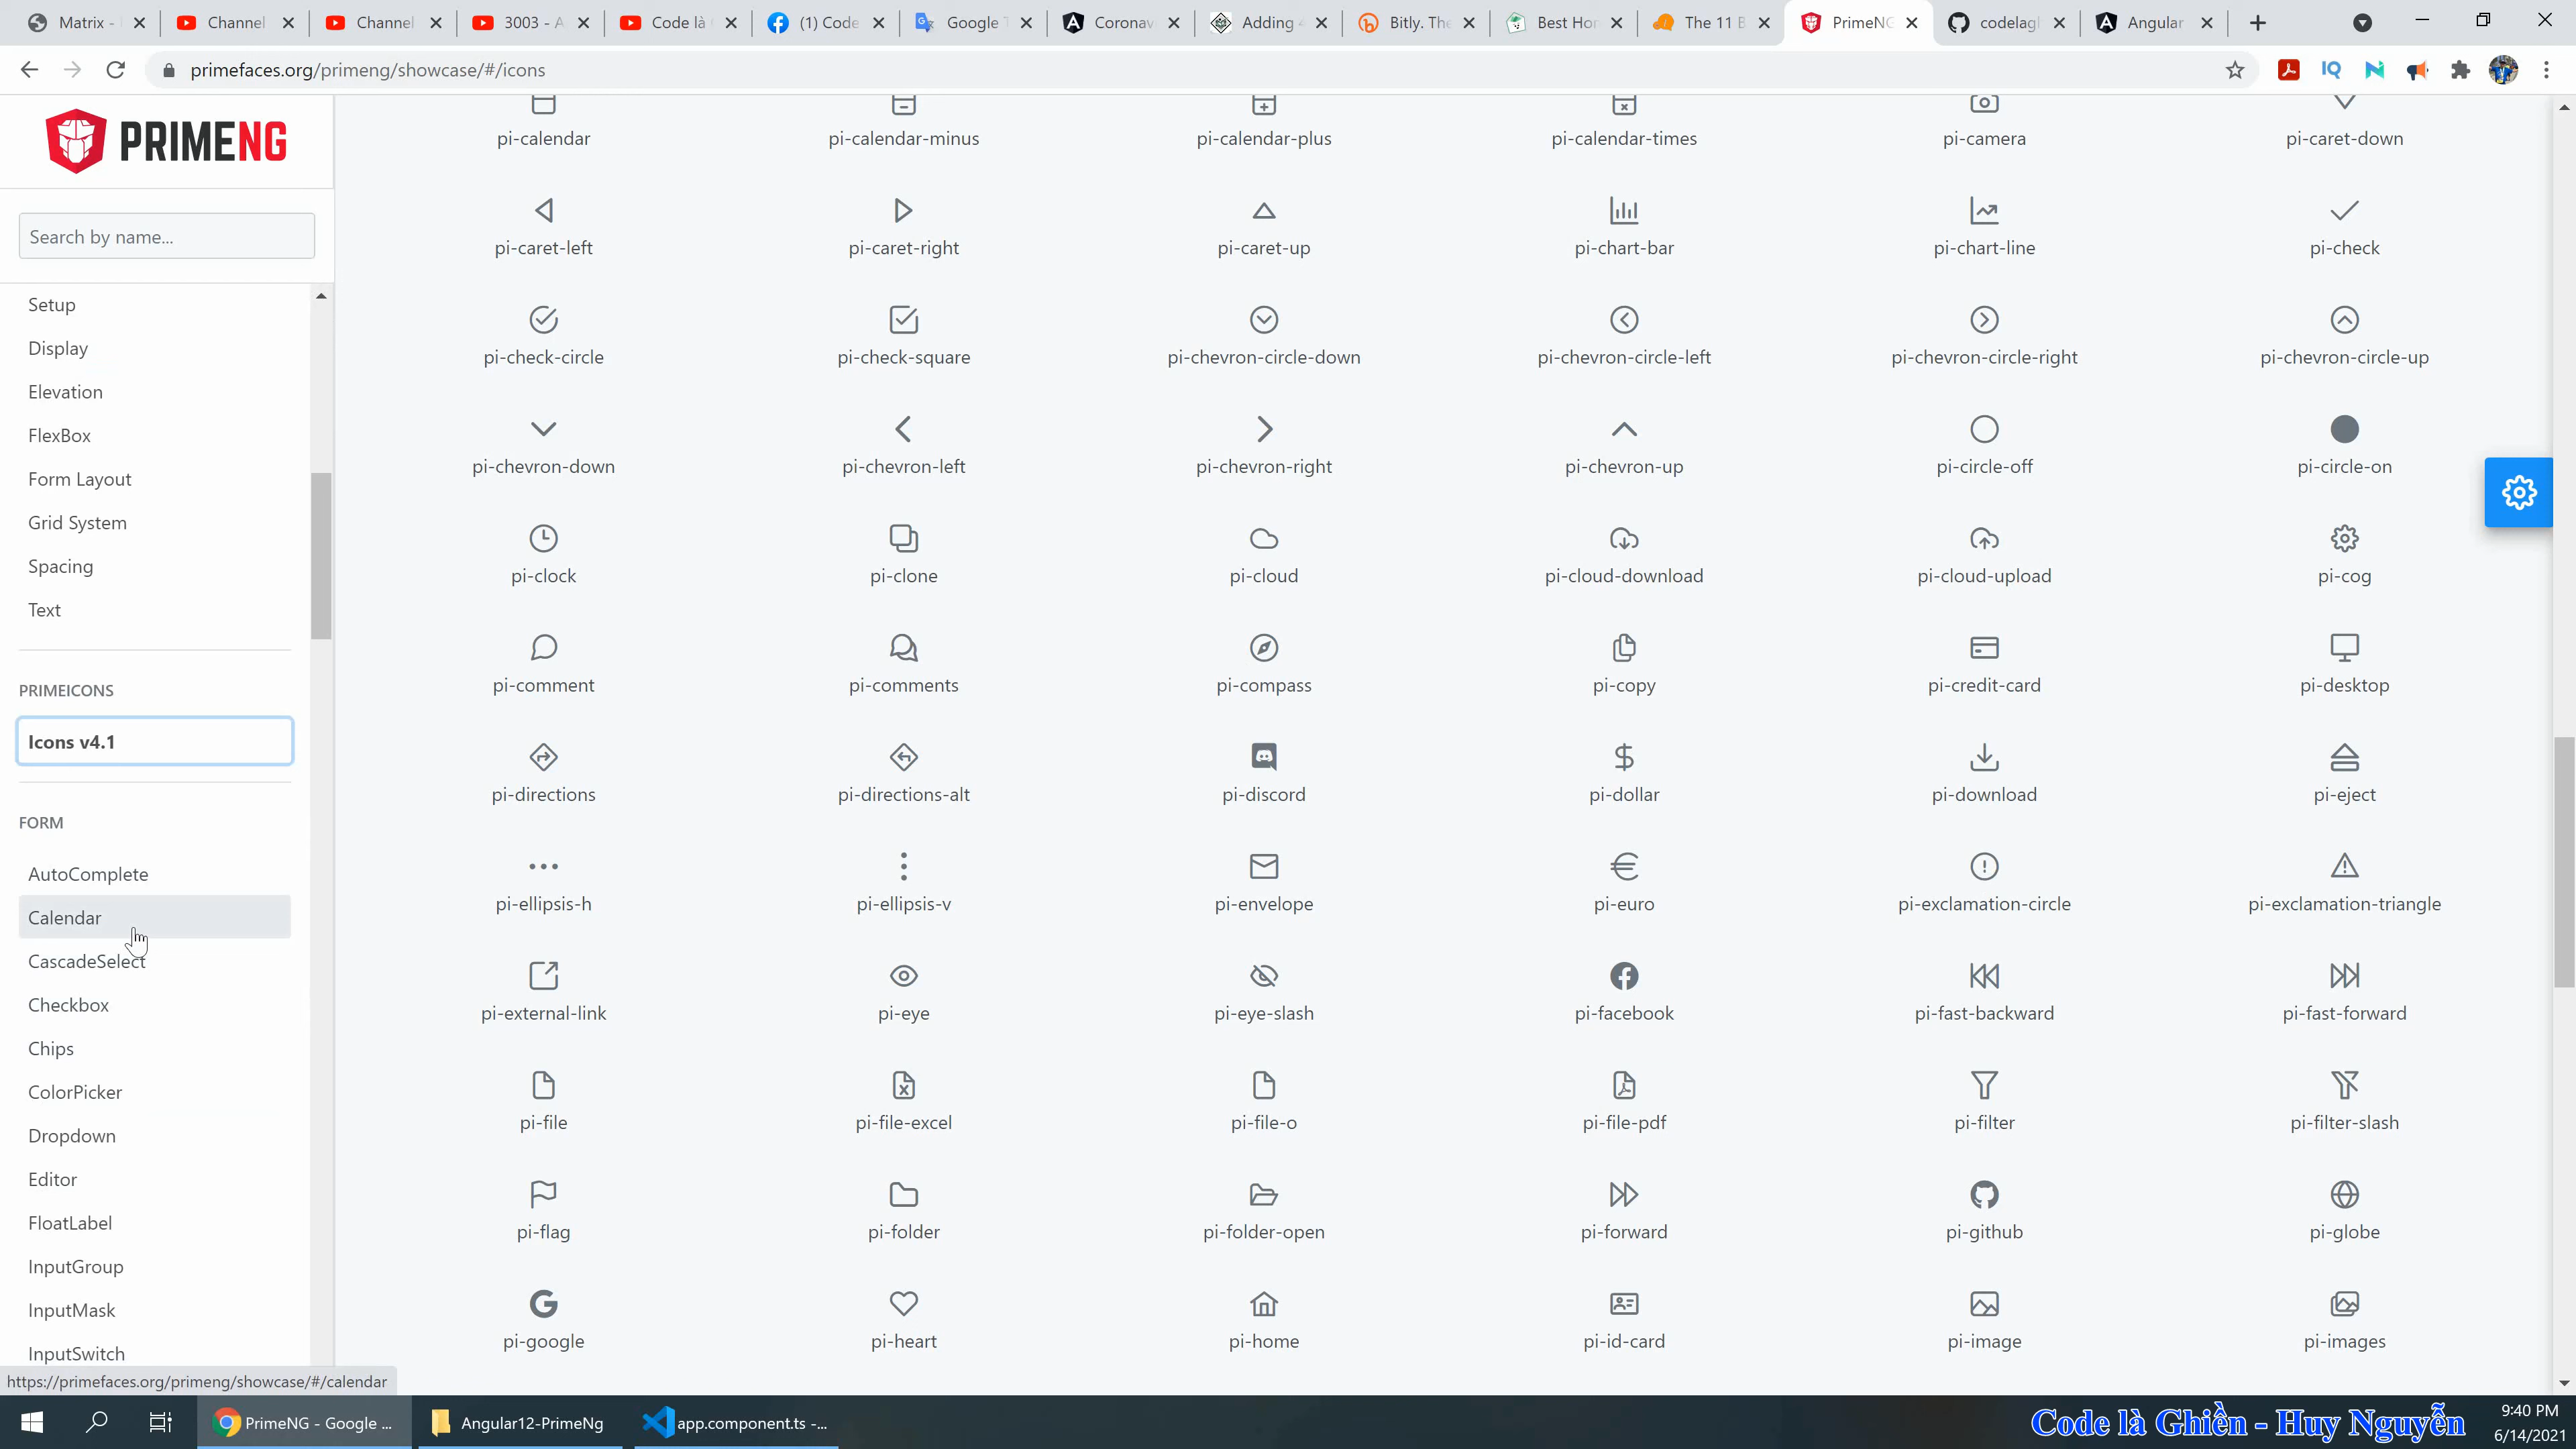 Matrix -
Channel
Channel
3003 - A
Code là
(1) Code
Google T
Coronav
Adding 4
Bitly. The
Best Hor
The 11 B
PrimeNG
codelagh
Angular
primefaces.org/primeng/showcase/#/icons
IQ
PRIMENG
Search by name...
Setup
Display
Elevation
FlexBox
Form Layout
Grid System
Spacing
Text
PRIMEICONS
Icons v4.1
FORM
AutoComplete
Calendar
CascadeSelect
Checkbox
Chips
ColorPicker
Dropdown
Editor
FloatLabel
InputGroup
InputMask
InputSwitch
pi-calendar pi-calendar-minus pi-calendar-plus pi-calendar-times pi-camera pi-caret-down
pi-caret-left pi-caret-right pi-caret-up pi-chart-bar pi-chart-line pi-check
pi-check-circle pi-check-square pi-chevron-circle-down pi-chevron-circle-left pi-chevron-circle-right pi-chevron-circle-up
pi-chevron-down pi-chevron-left pi-chevron-right pi-chevron-up pi-circle-off pi-circle-on
pi-clock pi-clone pi-cloud pi-cloud-download pi-cloud-upload pi-cog
pi-comment pi-comments pi-compass pi-copy pi-credit-card pi-desktop
pi-directions pi-directions-alt pi-discord pi-dollar pi-download pi-eject
pi-ellipsis-h pi-ellipsis-v pi-envelope pi-euro pi-exclamation-circle pi-exclamation-triangle
pi-external-link pi-eye pi-eye-slash pi-facebook pi-fast-backward pi-fast-forward
pi-file pi-file-excel pi-file-o pi-file-pdf pi-filter pi-filter-slash
pi-flag pi-folder pi-folder-open pi-forward pi-github pi-globe
pi-google pi-heart pi-home pi-id-card pi-image pi-images
https://primefaces.org/primeng/showcase/#/calendar
PrimeNG - Google ...
Angular12-PrimeNg
app.component.ts -...
Code là Ghiền - Huy Nguyễn
9:40 PM
6/14/2021